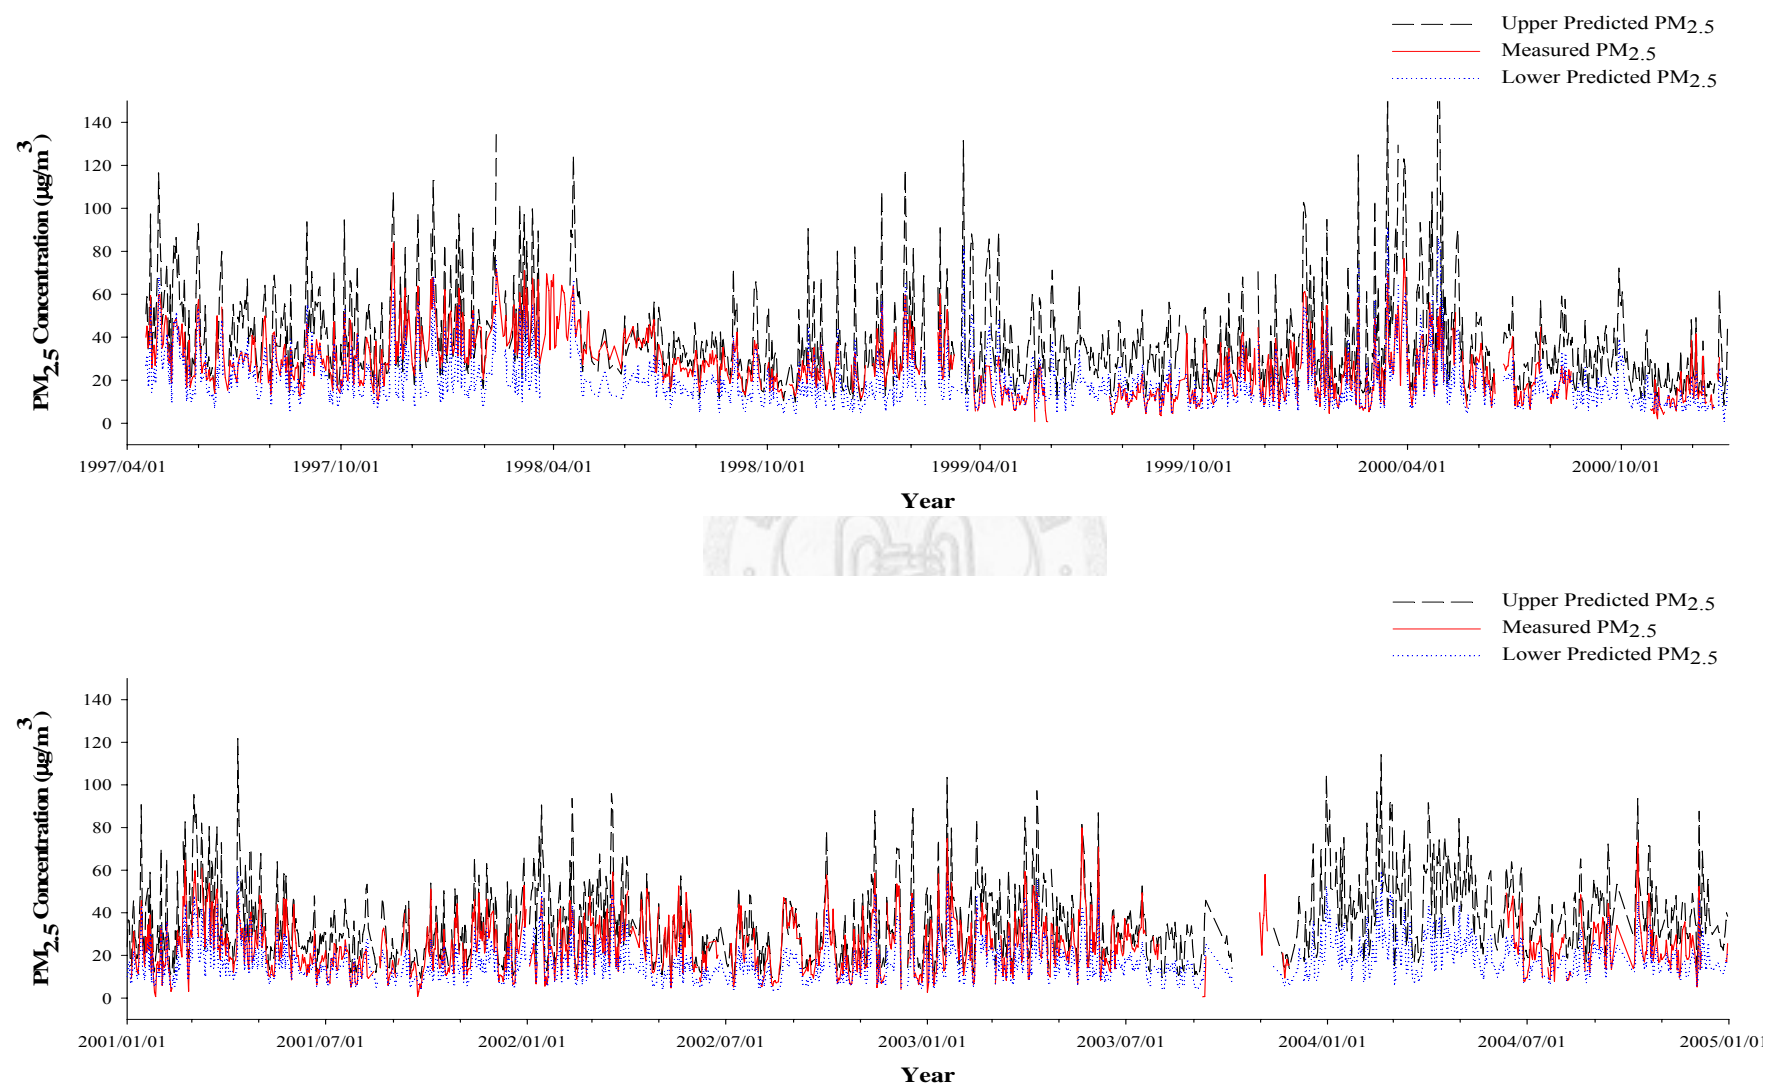 Upper Predicted PM2.5
Measured PM2.5
Lower Predicted PM2.5
PM2.5 Concentration (µg/m3)
140
120
100
80
60
40
20
0
1997/04/01 1997/10/01 1998/04/01 1998/10/01 1999/04/01 1999/10/01 2000/04/01 2000/10/01
Year
Upper Predicted PM2.5
Measured PM2.5
Lower Predicted PM2.5
PM2.5 Concentration (µg/m3)
140
120
100
80
60
40
20
0
2001/01/01 2001/07/01 2002/01/01 2002/07/01 2003/01/01 2003/07/01 2004/01/01 2004/07/01 2005/01/01
Year